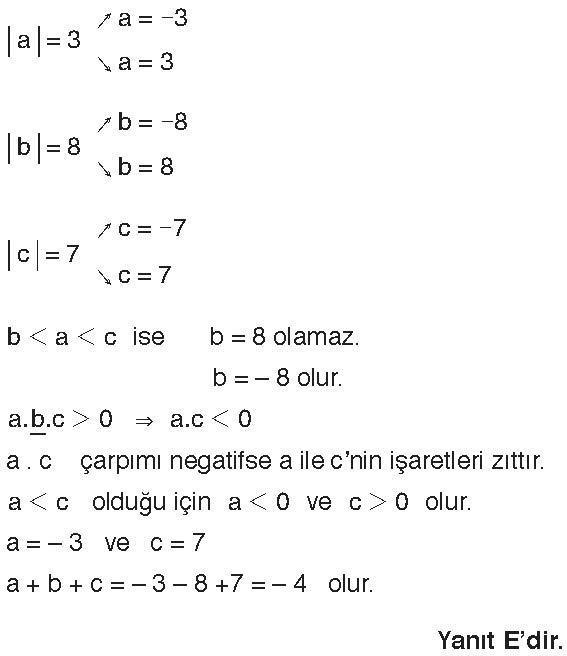 ↗ a = –3
|a| = 3
↘ a = 3
↗ b = –8
|b| = 8
↘ b = 8
↗ c = –7
|c| = 7
↘ c = 7
b < a < c ise b = 8 olamaz.
b = – 8 olur.
a.b.c > 0 ⇒ a.c < 0
a . c çarpımı negatifse a ile c’nin işaretleri zıttır.
a < c olduğu için a < 0 ve c > 0 olur.
a = – 3 ve c = 7
a + b + c = – 3 – 8 +7 = – 4 olur.
Yanıt E’dir.